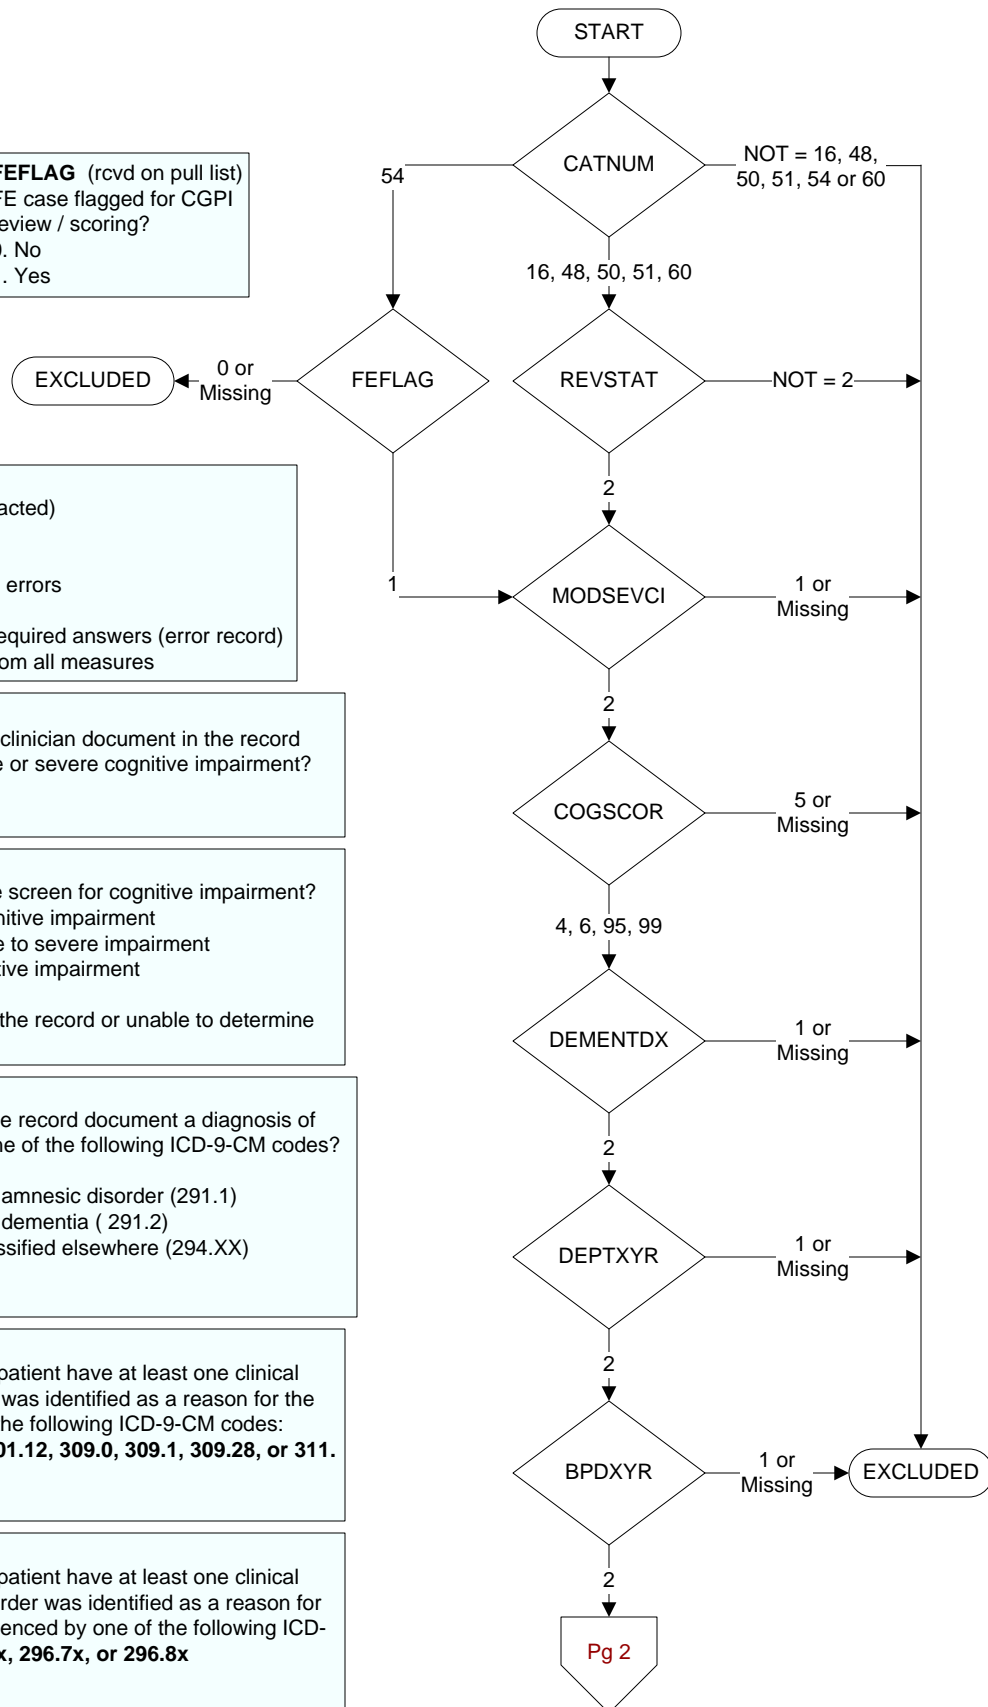 START
CATNUM
NOT = 16, 48,
50, 51, 54 or 60
54
16, 48, 50, 51, 60
FEFLAG (rcvd on pull list)
FE case flagged for CGPI
review / scoring?
0. No
1. Yes
EXCLUDED
0 or
Missing
FEFLAG
REVSTAT
NOT = 2
2
1
acted)
errors
equired answers (error record)
om all measures
MODSEVCI
1 or
Missing
2
clinician document in the record
e or severe cognitive impairment?
COGSCOR
5 or
Missing
4, 6, 95, 99
e screen for cognitive impairment?
nitive impairment
e to severe impairment
tive impairment
the record or unable to determine
DEMENTDX
1 or
Missing
2
e record document a diagnosis of
ne of the following ICD-9-CM codes?
amnesic disorder (291.1)
dementia ( 291.2)
ssified elsewhere (294.XX)
DEPTXYR
1 or
Missing
2
patient have at least one clinical
was identified as a reason for the
he following ICD-9-CM codes:
01.12, 309.0, 309.1, 309.28, or 311.
BPDXYR
1 or
Missing
EXCLUDED
2
patient have at least one clinical
rder was identified as a reason for
enced by one of the following ICD-
x, 296.7x, or 296.8x
Pg 2